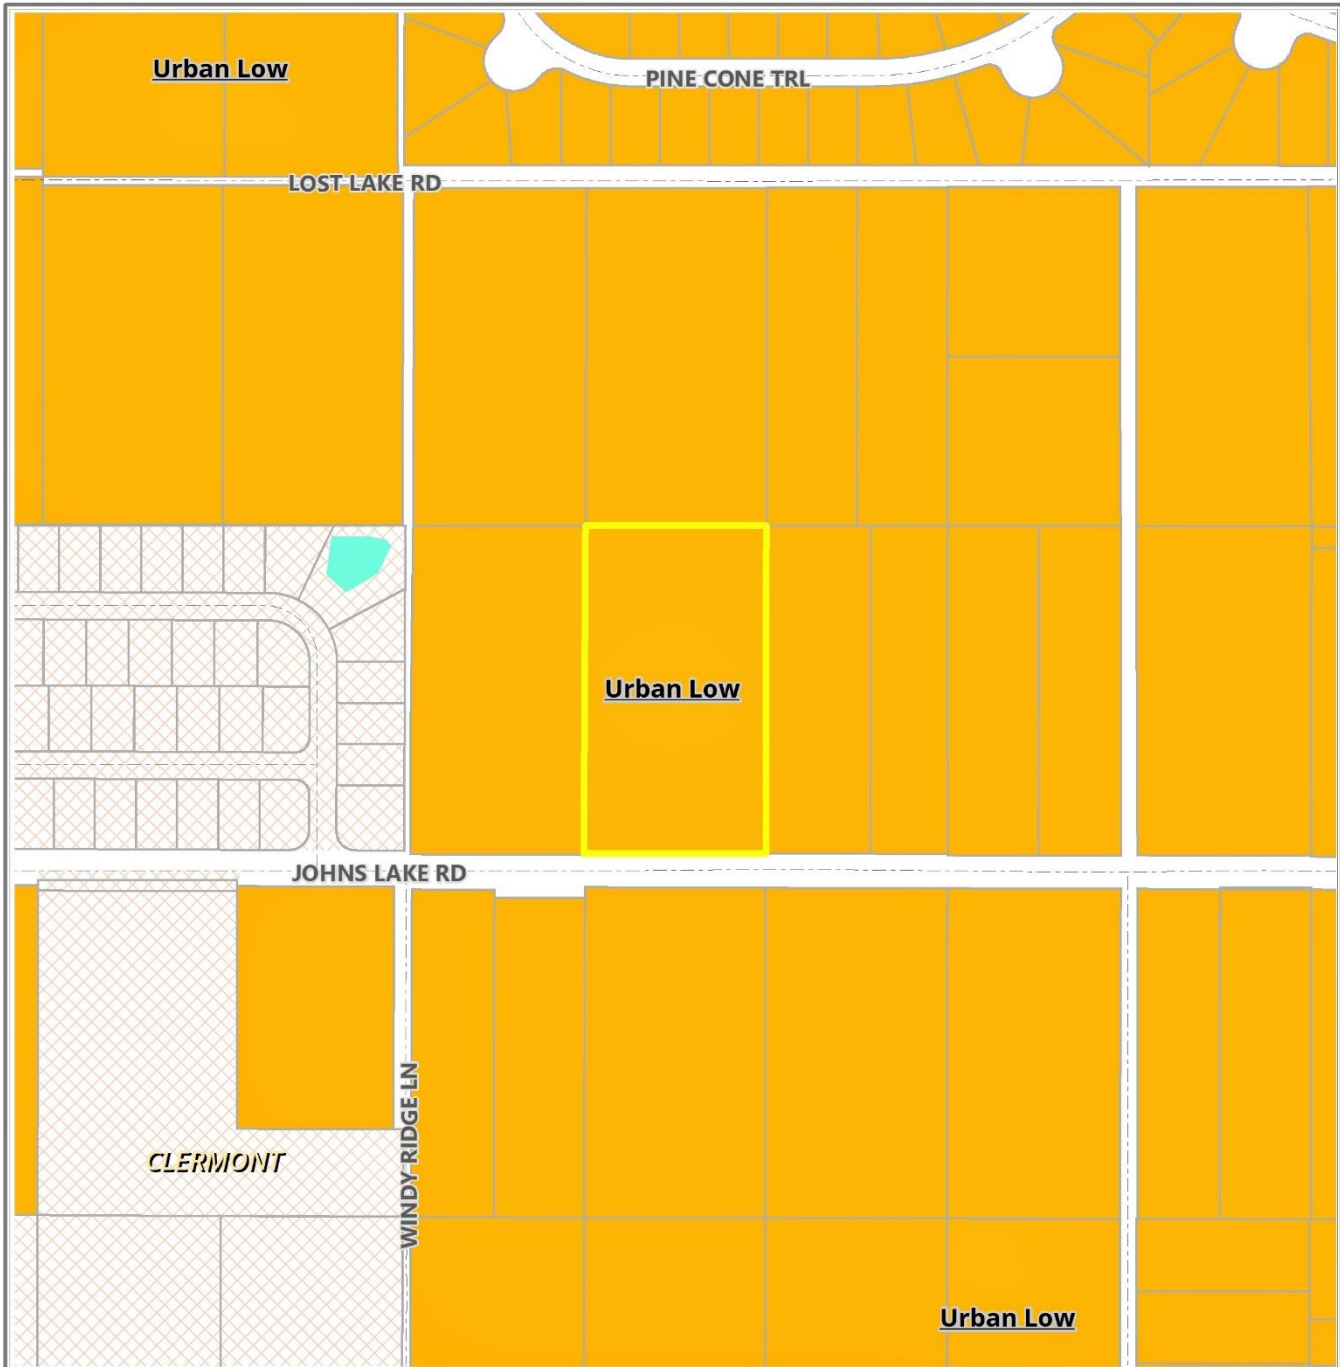 Urban Low
PINE CONE TRL
LOST LAKE RD
Urban Low
JOHNS LAKE RD
WINDY RIDGE LN
CLERMONT
Urban Low